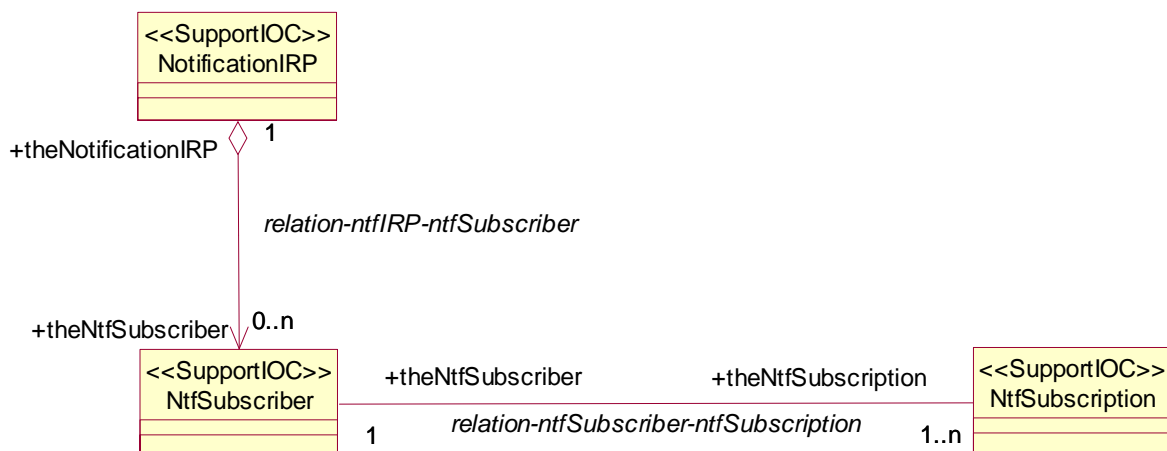 <<SupportIOC>>
NotificationIRP
1
+theNotificationIRP
relation-ntfIRP-ntfSubscriber
+theNtfSubscriber
0..n
<<SupportIOC>>
NtfSubscriber
+theNtfSubscriber
+theNtfSubscription
<<SupportIOC>>
NtfSubscription
1
relation-ntfSubscriber-ntfSubscription
1..n